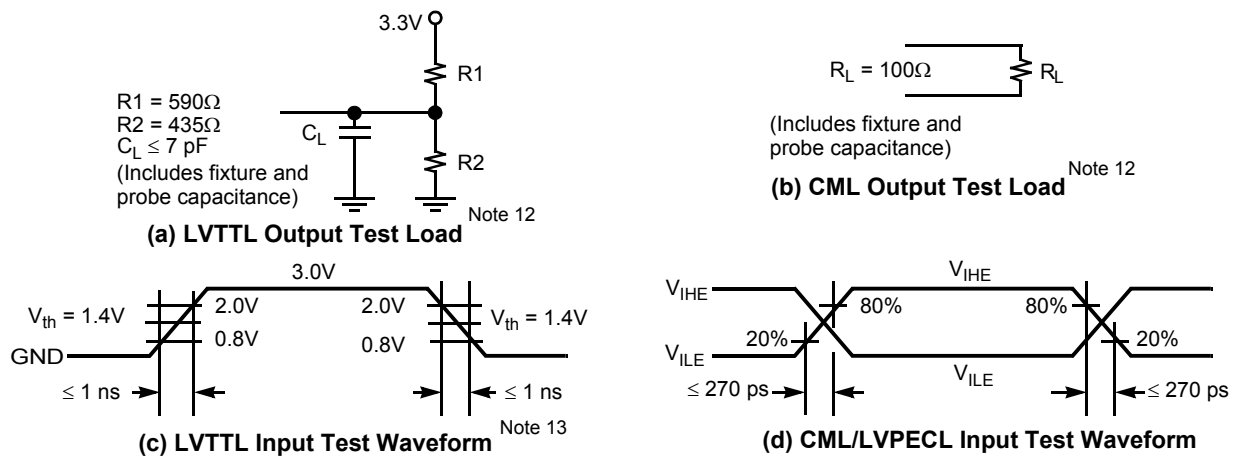 3.3V
R1
R1 = 590Ω
R2 = 435Ω
C_L ≤ 7 pF
(Includes fixture and
probe capacitance)
C_L
R2
Note 12
(a) LVTTL Output Test Load
R_L = 100Ω
R_L
(Includes fixture and
probe capacitance)
Note 12
(b) CML Output Test Load
3.0V
V_th = 1.4V
2.0V
0.8V
2.0V
0.8V
V_th = 1.4V
GND
≤ 1 ns
≤ 1 ns
Note 13
(c) LVTTL Input Test Waveform
V_IHE
V_IHE
80%
80%
20%
20%
V_ILE
V_ILE
≤ 270 ps
≤ 270 ps
(d) CML/LVPECL Input Test Waveform